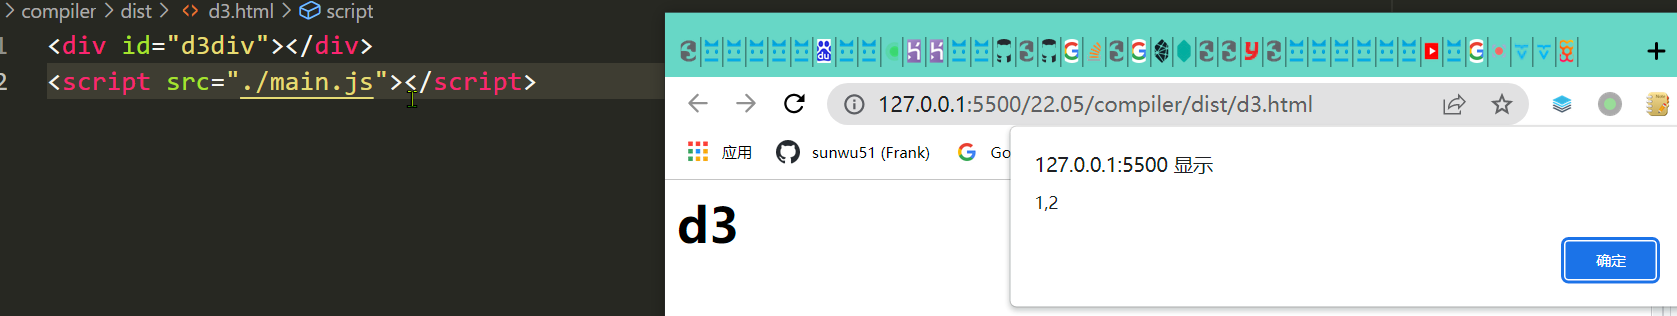 compiler > dist > d3.html > script
1 <div id="d3div"></div>
2 <script src="./main.js"></script>
127.0.0.1:5500/22.05/compiler/dist/d3.html
应用 sunwu51 (Frank) Go
127.0.0.1:5500 显示
1,2
确定
d3